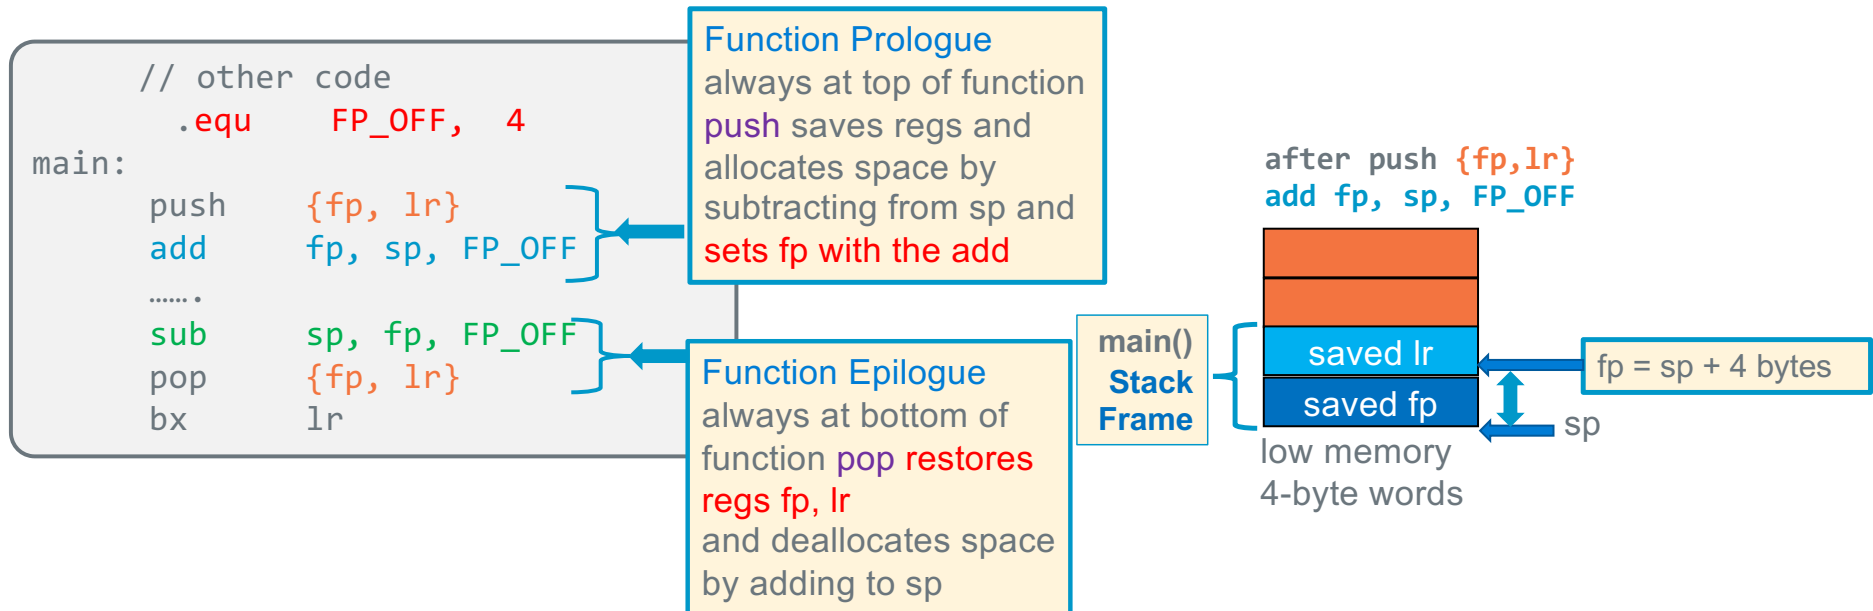 // other code
.equ FP_OFF, 4
main:
push {fp, lr}
add fp, sp, FP_OFF
…….
sub sp, fp, FP_OFF
pop {fp, lr}
bx lr
Function Prologue
always at top of function
push saves regs and
allocates space by
subtracting from sp and
sets fp with the add
Function Epilogue
always at bottom of
function pop restores
regs fp, lr
and deallocates space
by adding to sp
after push {fp,lr}
add fp, sp, FP_OFF
main()
Stack
Frame
saved lr
saved fp
fp = sp + 4 bytes
sp
low memory
4-byte words